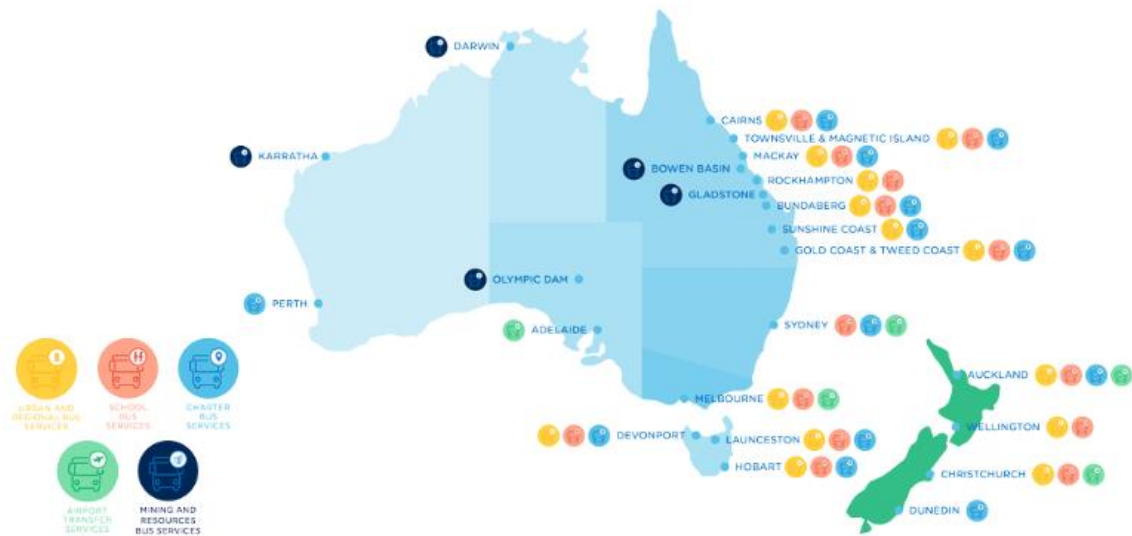 DARWIN
CAIRNS
TOWNSVILLE & MAGNETIC ISLAND
KARRATHA
MACKAY
BOWEN BASIN
ROCKHAMPTON
GLADSTONE
BUNDABERG
SUNSHINE COAST
GOLD COAST & TWEED COAST
OLYMPIC DAM
PERTH
ADELAIDE
SYDNEY
AUCKLAND
MELBOURNE
WELLINGTON
DEVONPORT
LAUNCESTON
HOBART
CHRISTCHURCH
DUNEDIN
URBAN AND
REGIONAL BUS
SERVICES
SCHOOL
BUS
SERVICES
CHARTER
BUS
SERVICES
AIRPORT
TRANSFER
SERVICES
MINING AND
RESOURCES
BUS SERVICES